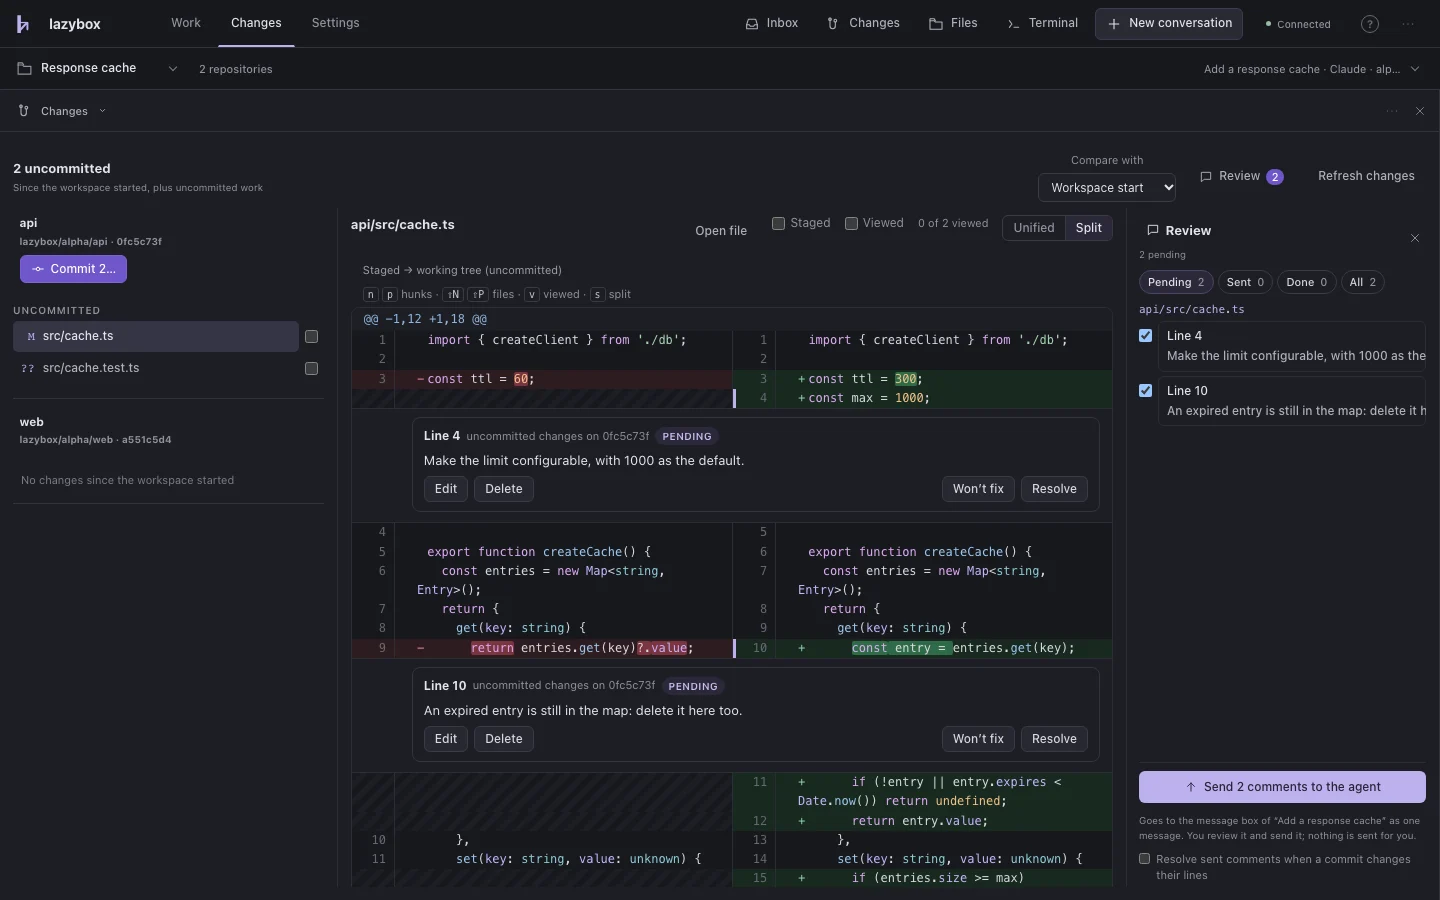 lazybox Work Changes Settings Inbox Changes Files Terminal New conversation Connected ?
Response cache 2 repositories Add a response cache · Claude · alp...
Changes
2 uncommitted
Since the workspace started, plus uncommitted work
Compare with
Workspace start
Review 2
Refresh changes
api
lazybox/alpha/api · 0fc5c73f
Commit 2...
UNCOMMITTED
M src/cache.ts
?? src/cache.test.ts
web
lazybox/alpha/web · a551c5d4
No changes since the workspace started
api/src/cache.ts
Open file
Staged
Viewed
0 of 2 viewed
Unified Split
Staged → working tree (uncommitted)
n p hunks · ⇧N ⇧P files · v viewed · s split
@@ −1,12 +1,18 @@
1 import { createClient } from './db'; 1 import { createClient } from './db';
2 2
3 −const ttl = 60; 3 +const ttl = 300;
4 +const max = 1000;
Line 4 uncommitted changes on 0fc5c73f PENDING
Make the limit configurable, with 1000 as the default.
Edit Delete Won't fix Resolve
4 5
5 export function createCache() { 6 export function createCache() {
6 const entries = new Map<string, 7 const entries = new Map<string,
Entry>(); Entry>();
7 return { 8 return {
8 get(key: string) { 9 get(key: string) {
9 − return entries.get(key)?.value; 10 + const entry = entries.get(key);
Line 10 uncommitted changes on 0fc5c73f PENDING
An expired entry is still in the map: delete it here too.
Edit Delete Won't fix Resolve
11 + if (!entry || entry.expires <
Date.now()) return undefined;
12 + return entry.value;
10 }, 13 },
11 set(key: string, value: unknown) { 14 set(key: string, value: unknown) {
15 + if (entries.size >= max)
Review
2 pending
Pending 2 Sent 0 Done 0 All 2
api/src/cache.ts
Line 4
Make the limit configurable, with 1000 as the
Line 10
An expired entry is still in the map: delete it h
Send 2 comments to the agent
Goes to the message box of “Add a response cache” as one
message. You review it and send it; nothing is sent for you.
Resolve sent comments when a commit changes
their lines